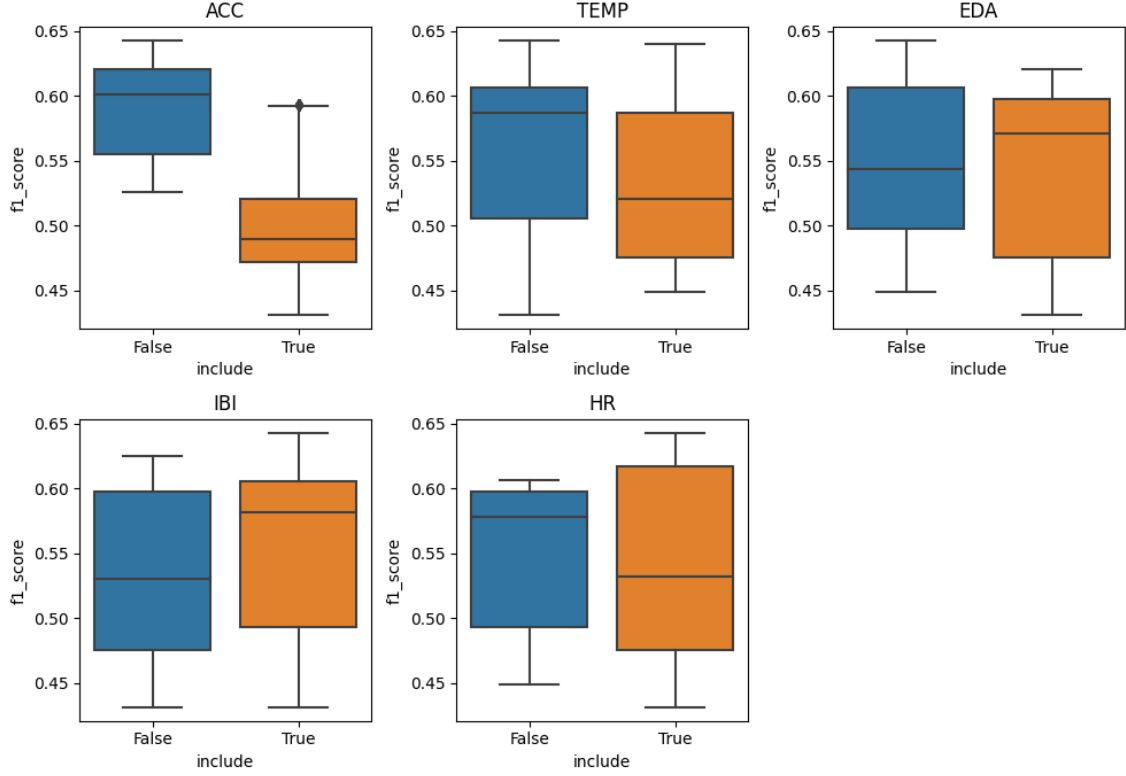 ACC
f1_score
0.65
0.60
0.55
0.50
0.45
False True
include
TEMP
f1_score
0.65
0.60
0.55
0.50
0.45
False True
include
EDA
f1_score
0.65
0.60
0.55
0.50
0.45
False True
include
IBI
f1_score
0.65
0.60
0.55
0.50
0.45
False True
include
HR
f1_score
0.65
0.60
0.55
0.50
0.45
False True
include